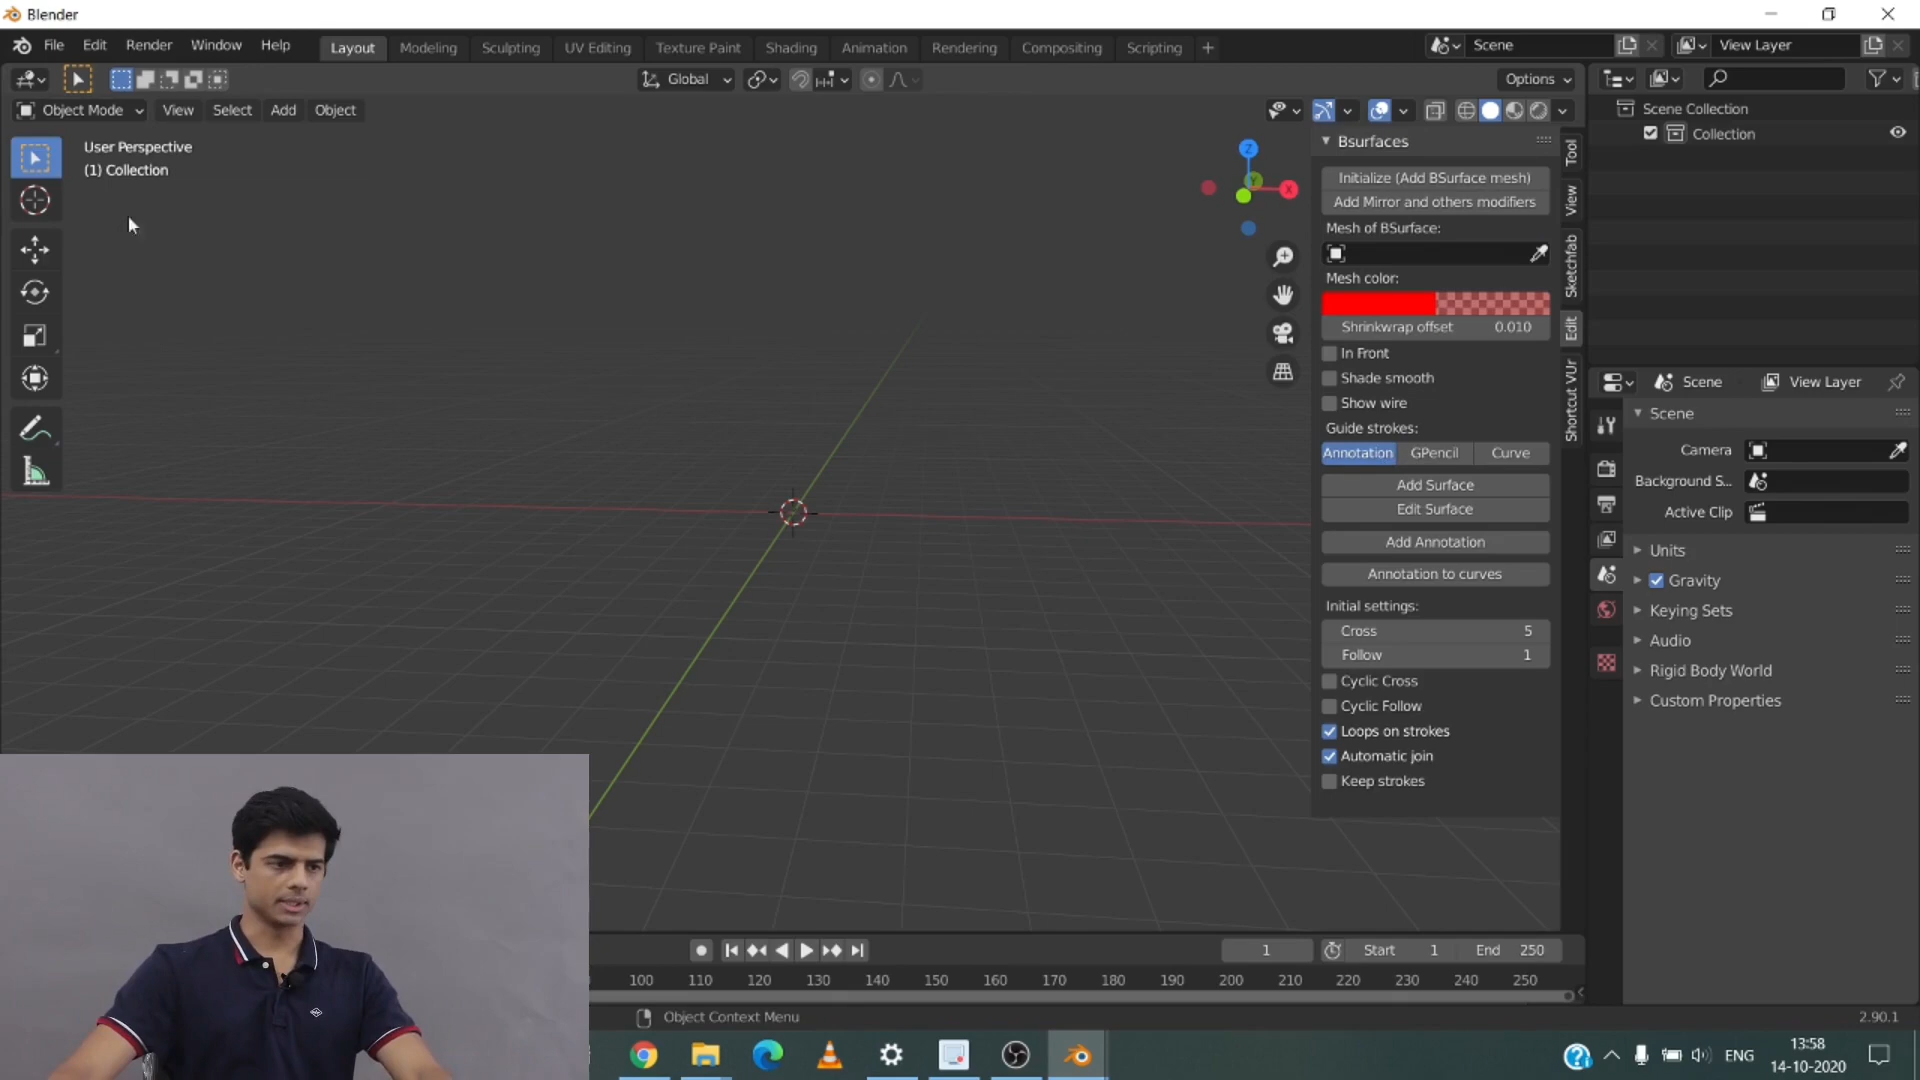 Blender
File Edit Render Window Help Layout Modeling Sculpting UV Editing Texture Paint Shading Animation Rendering Compositing Scripting + Scene View Layer
Global Options
Object Mode View Select Add Object
Scene Collection
Collection
User Perspective
(1) Collection
Z
Y
X
Bsurfaces
Initialize (Add BSurface mesh)
Add Mirror and others modifiers
Mesh of BSurface:
Mesh color:
Shrinkwrap offset 0.010
In Front
Shade smooth
Show wire
Guide strokes:
Annotation GPencil Curve
Add Surface
Edit Surface
Add Annotation
Annotation to curves
Initial settings:
Cross 5
Follow 1
Cyclic Cross
Cyclic Follow
Loops on strokes
Automatic join
Keep strokes
Tool
View
Sketchfab
Edit
Shortcut VUr
Scene View Layer
Scene
Camera
Background S...
Active Clip
Units
Gravity
Keying Sets
Audio
Rigid Body World
Custom Properties
1 Start 1 End 250
100 110 120 130 140 150 160 170 180 190 200 210 220 230 240 250
Object Context Menu
2.90.1
ENG
13:58
14-10-2020